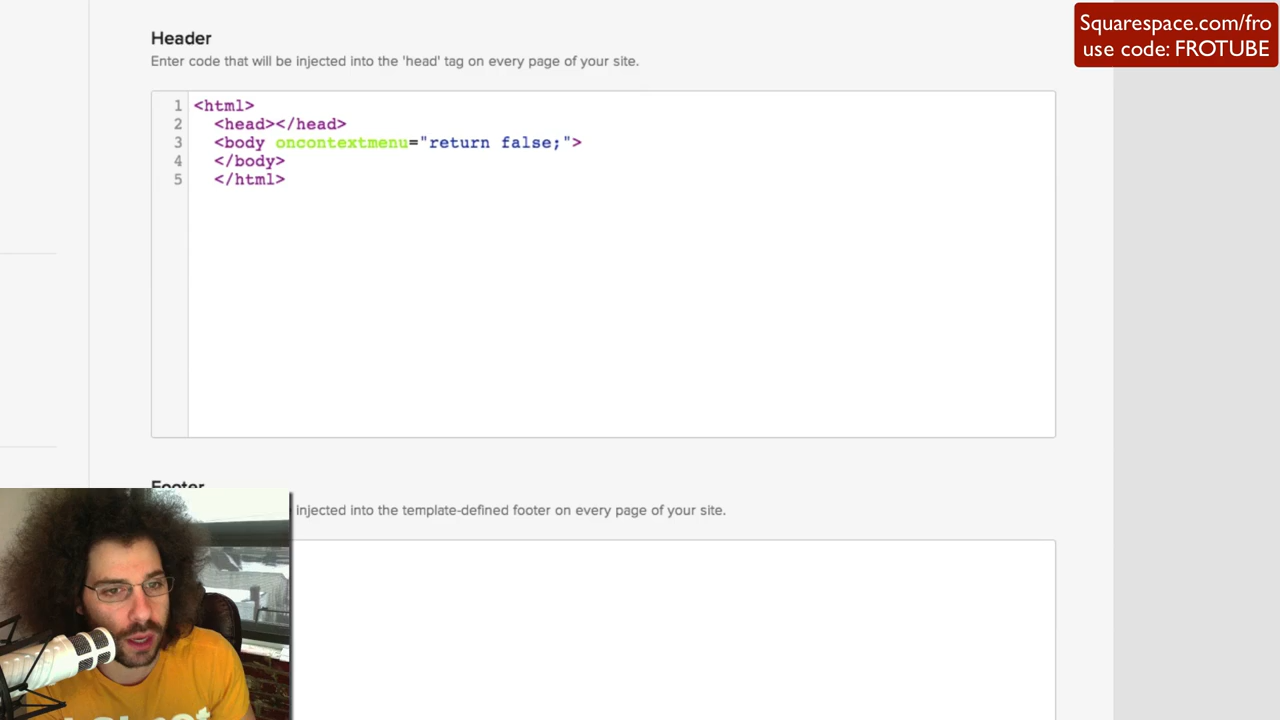 Squarespace.com/fro
use code: FROTUBE
Header
Enter code that will be injected into the 'head' tag on every page of your site.
1 <html>
2 <head></head>
3 <body oncontextmenu="return false;">
4 </body>
5 </html>
Footer
injected into the template-defined footer on every page of your site.